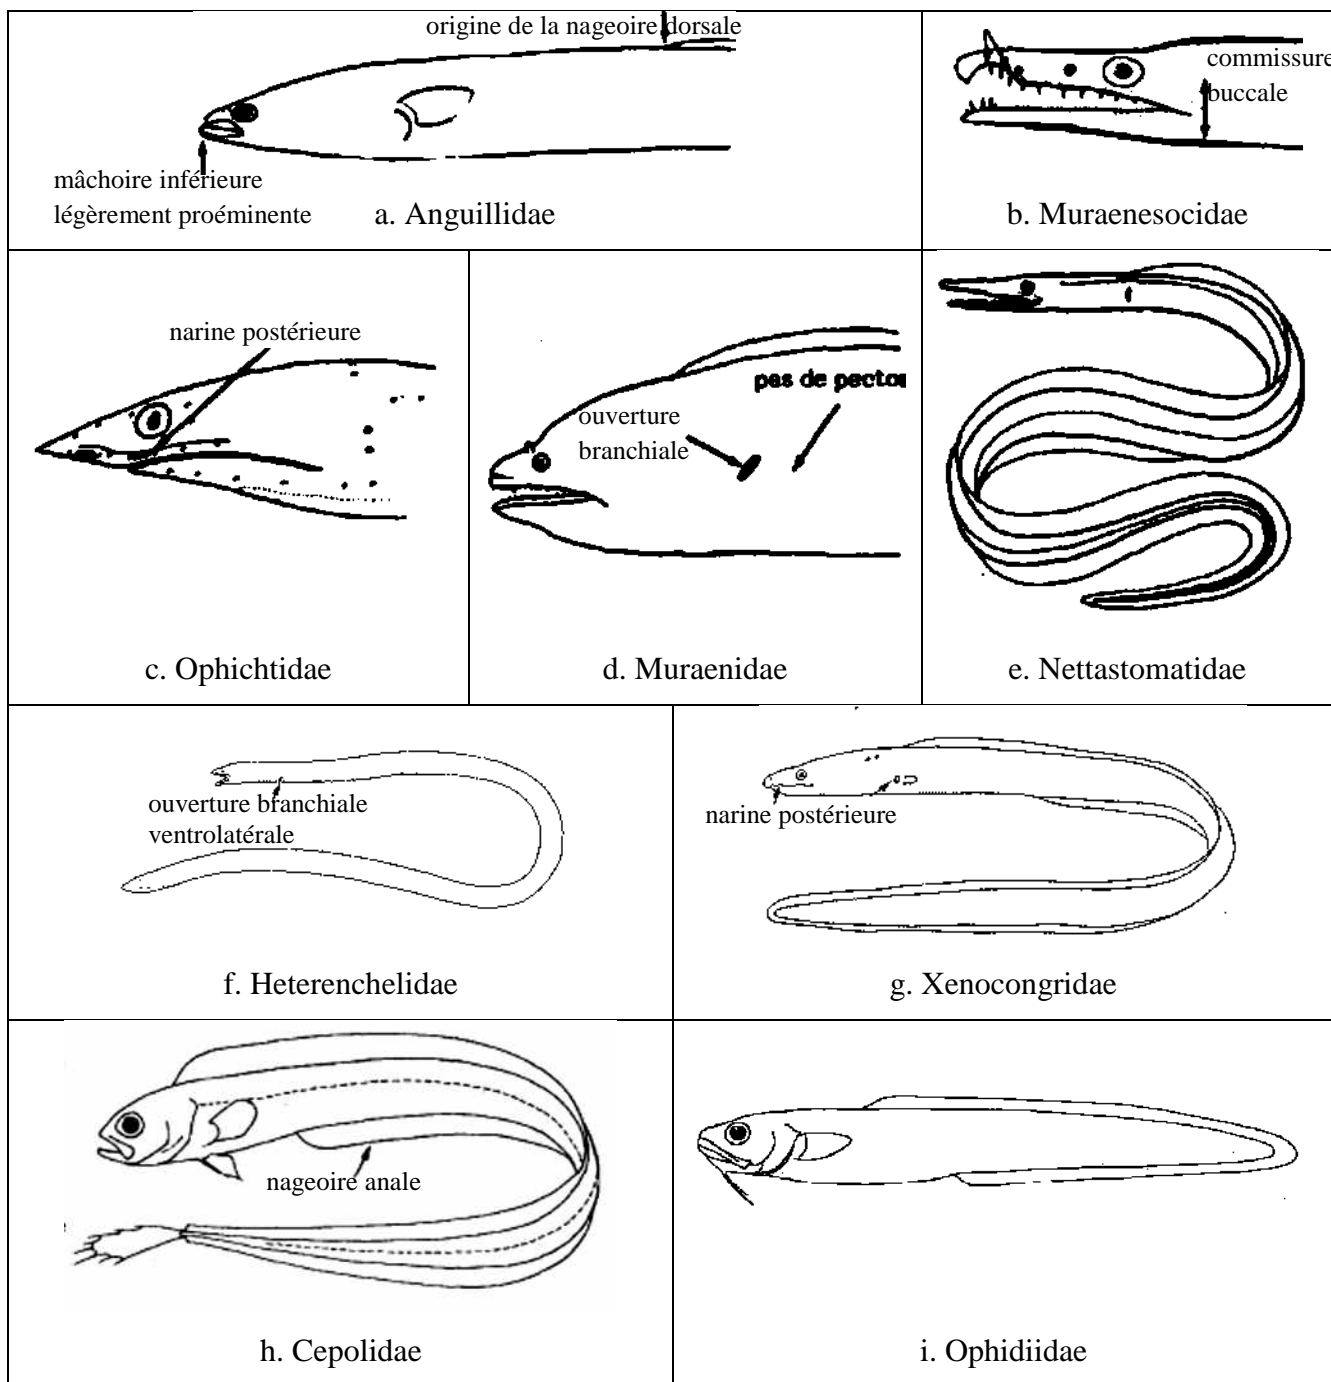 origine de la nageoire dorsale
mâchoire inférieure
légèrement proéminente
a. Anguillidae
commissure
buccale
b. Muraenesocidae
narine postérieure
c. Ophichtidae
pas de pector
ouverture
branchiale
d. Muraenidae
e. Nettastomatidae
ouverture branchiale
ventrolatérale
f. Heterenchelidae
narine postérieure
g. Xenocongridae
nageoire anale
h. Cepolidae
i. Ophidiidae